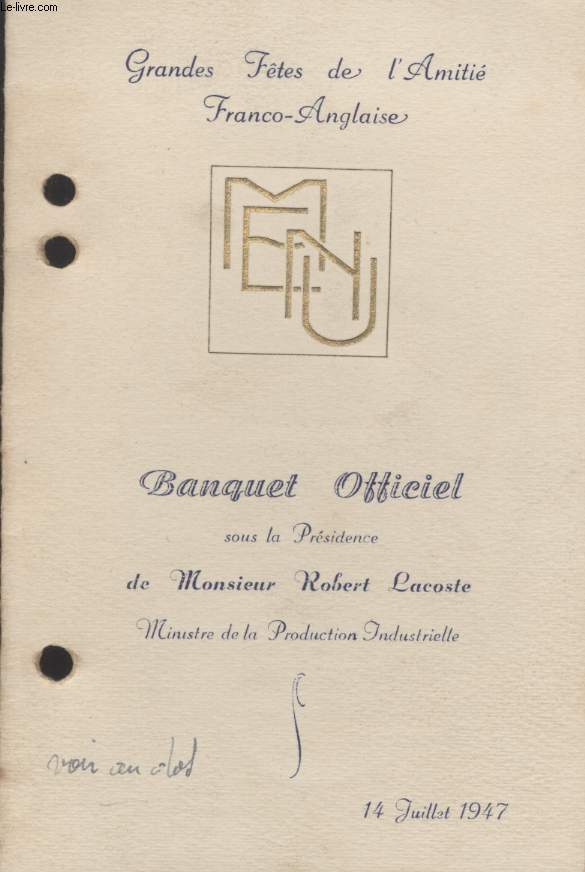 Le-livre.com
Grandes Fêtes de l'Amitié
Franco-Anglaise
MENU
Banquet Officiel
sous la Présidence
de Monsieur Robert Lacoste
Ministre de la Production Industrielle
voir au
14 Juillet 1947